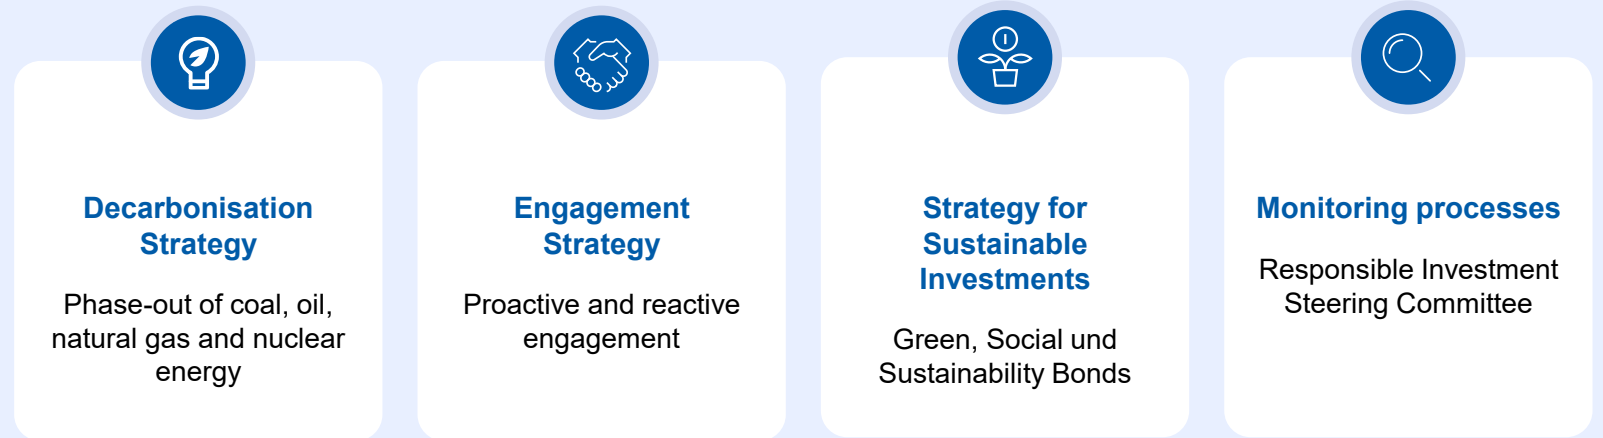 Decarbonisation
Strategy
Phase-out of coal, oil,
natural gas and nuclear
energy
Engagement
Strategy
Proactive and reactive
engagement
Strategy for
Sustainable
Investments
Green, Social und
Sustainability Bonds
Monitoring processes
Responsible Investment
Steering Committee